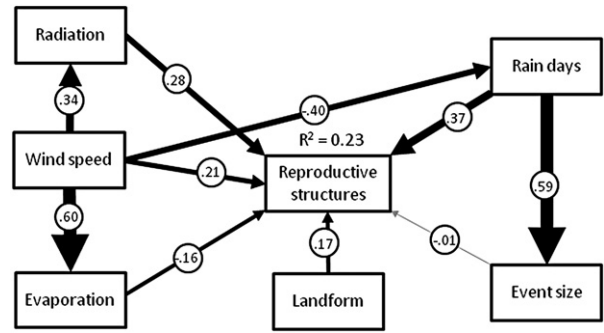 Radiation
Rain days
.28
.34
-.40
.37
R² = 0.23
Wind speed
Reproductive
structures
.21
.59
.60
-.16
.17
-.01
Evaporation
Landform
Event size